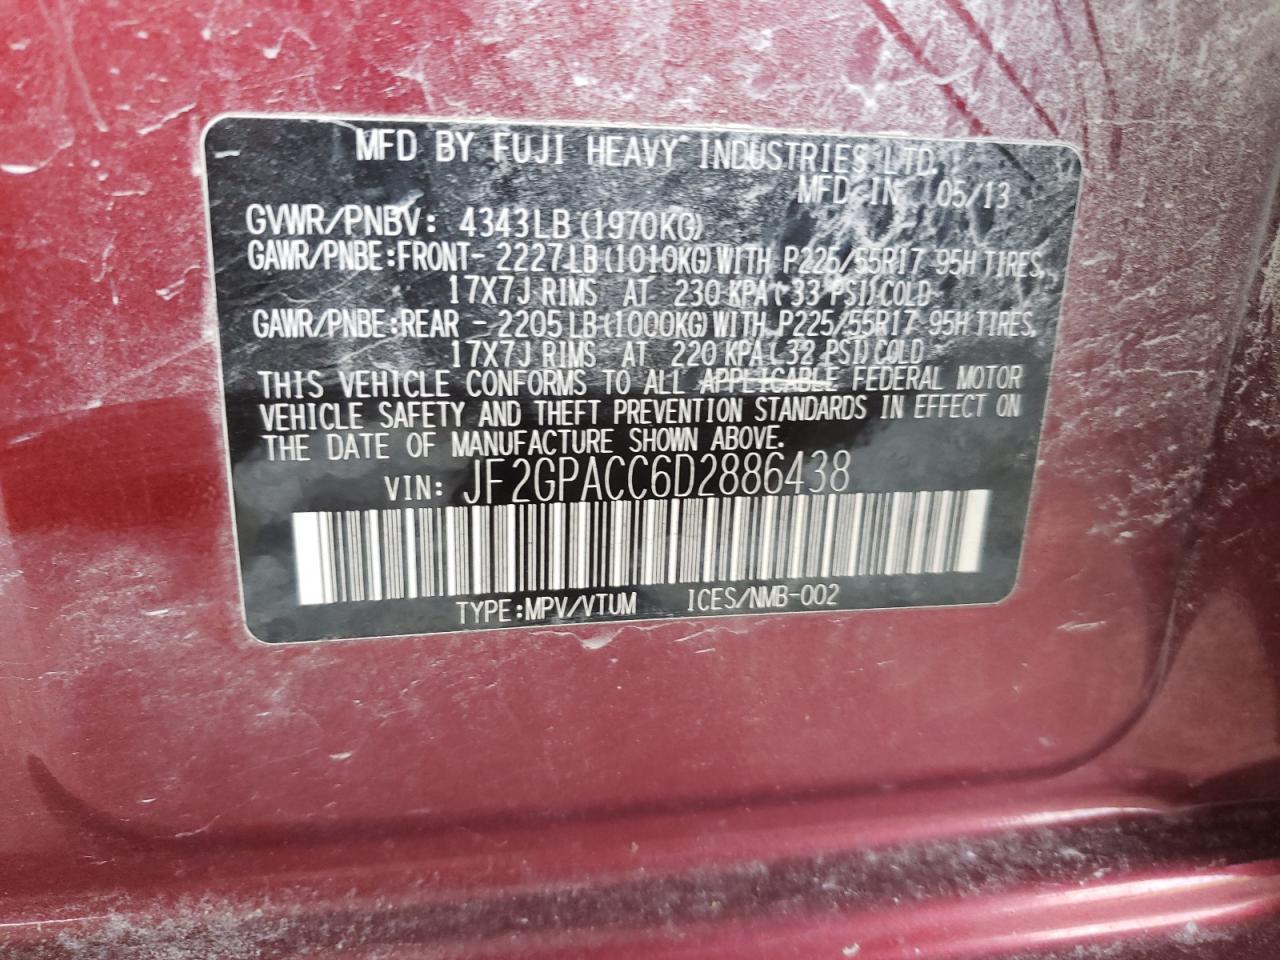 MFD BY FUJI HEAVY INDUSTRIES LTD.
MFD IN 05/13
GVWR/PNBV: 4343LB (1970KG)
GAWR/PNBE:FRONT- 2227LB (1010KG) WITH P225/55R17 95H TIRES,
17X7J RIMS AT 230 KPA ( 33 PSI) COLD
GAWR/PNBE:REAR - 2205LB (1000KG) WITH P225/55R17 95H TIRES,
17X7J RIMS AT 220 KPA ( 32 PSI) COLD
THIS VEHICLE CONFORMS TO ALL APPLICABLE FEDERAL MOTOR
VEHICLE SAFETY AND THEFT PREVENTION STANDARDS IN EFFECT ON
THE DATE OF MANUFACTURE SHOWN ABOVE.
VIN: JF2GPACC6D2886438
TYPE:MPV/VTUM ICES/NMB-002